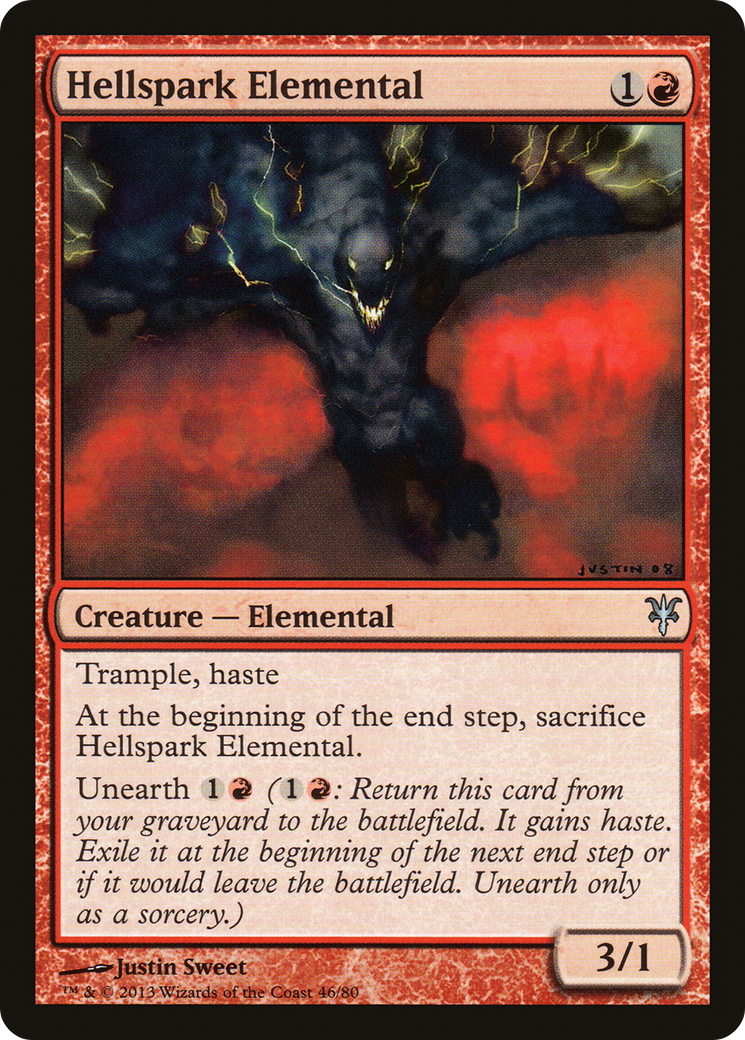 Hellspark Elemental 1
JUSTIN 08
Creature — Elemental
Trample, haste
At the beginning of the end step, sacrifice
Hellspark Elemental.
Unearth 1 (1: Return this card from
your graveyard to the battlefield. It gains haste.
Exile it at the beginning of the next end step or
if it would leave the battlefield. Unearth only
as a sorcery.)
3/1
Justin Sweet
™ & © 2013 Wizards of the Coast 46/80